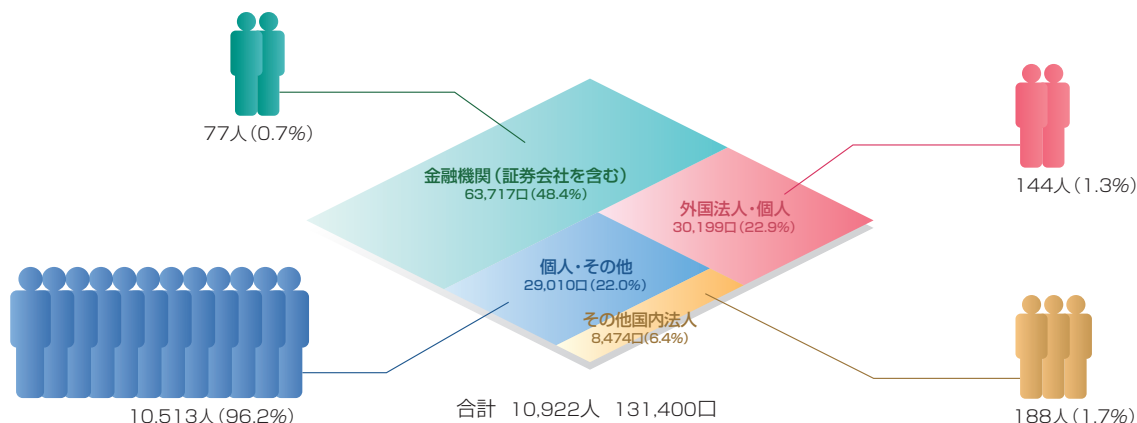 77人(0.7%)
金融機関(証券会社を含む)
63,717口(48.4%)
144人(1.3%)
外国法人・個人
30,199口(22.9%)
個人・その他
29,010口(22.0%)
その他国内法人
8,474口(6.4%)
10,513人(96.2%)
合計 10,922人 131,400口
188人(1.7%)